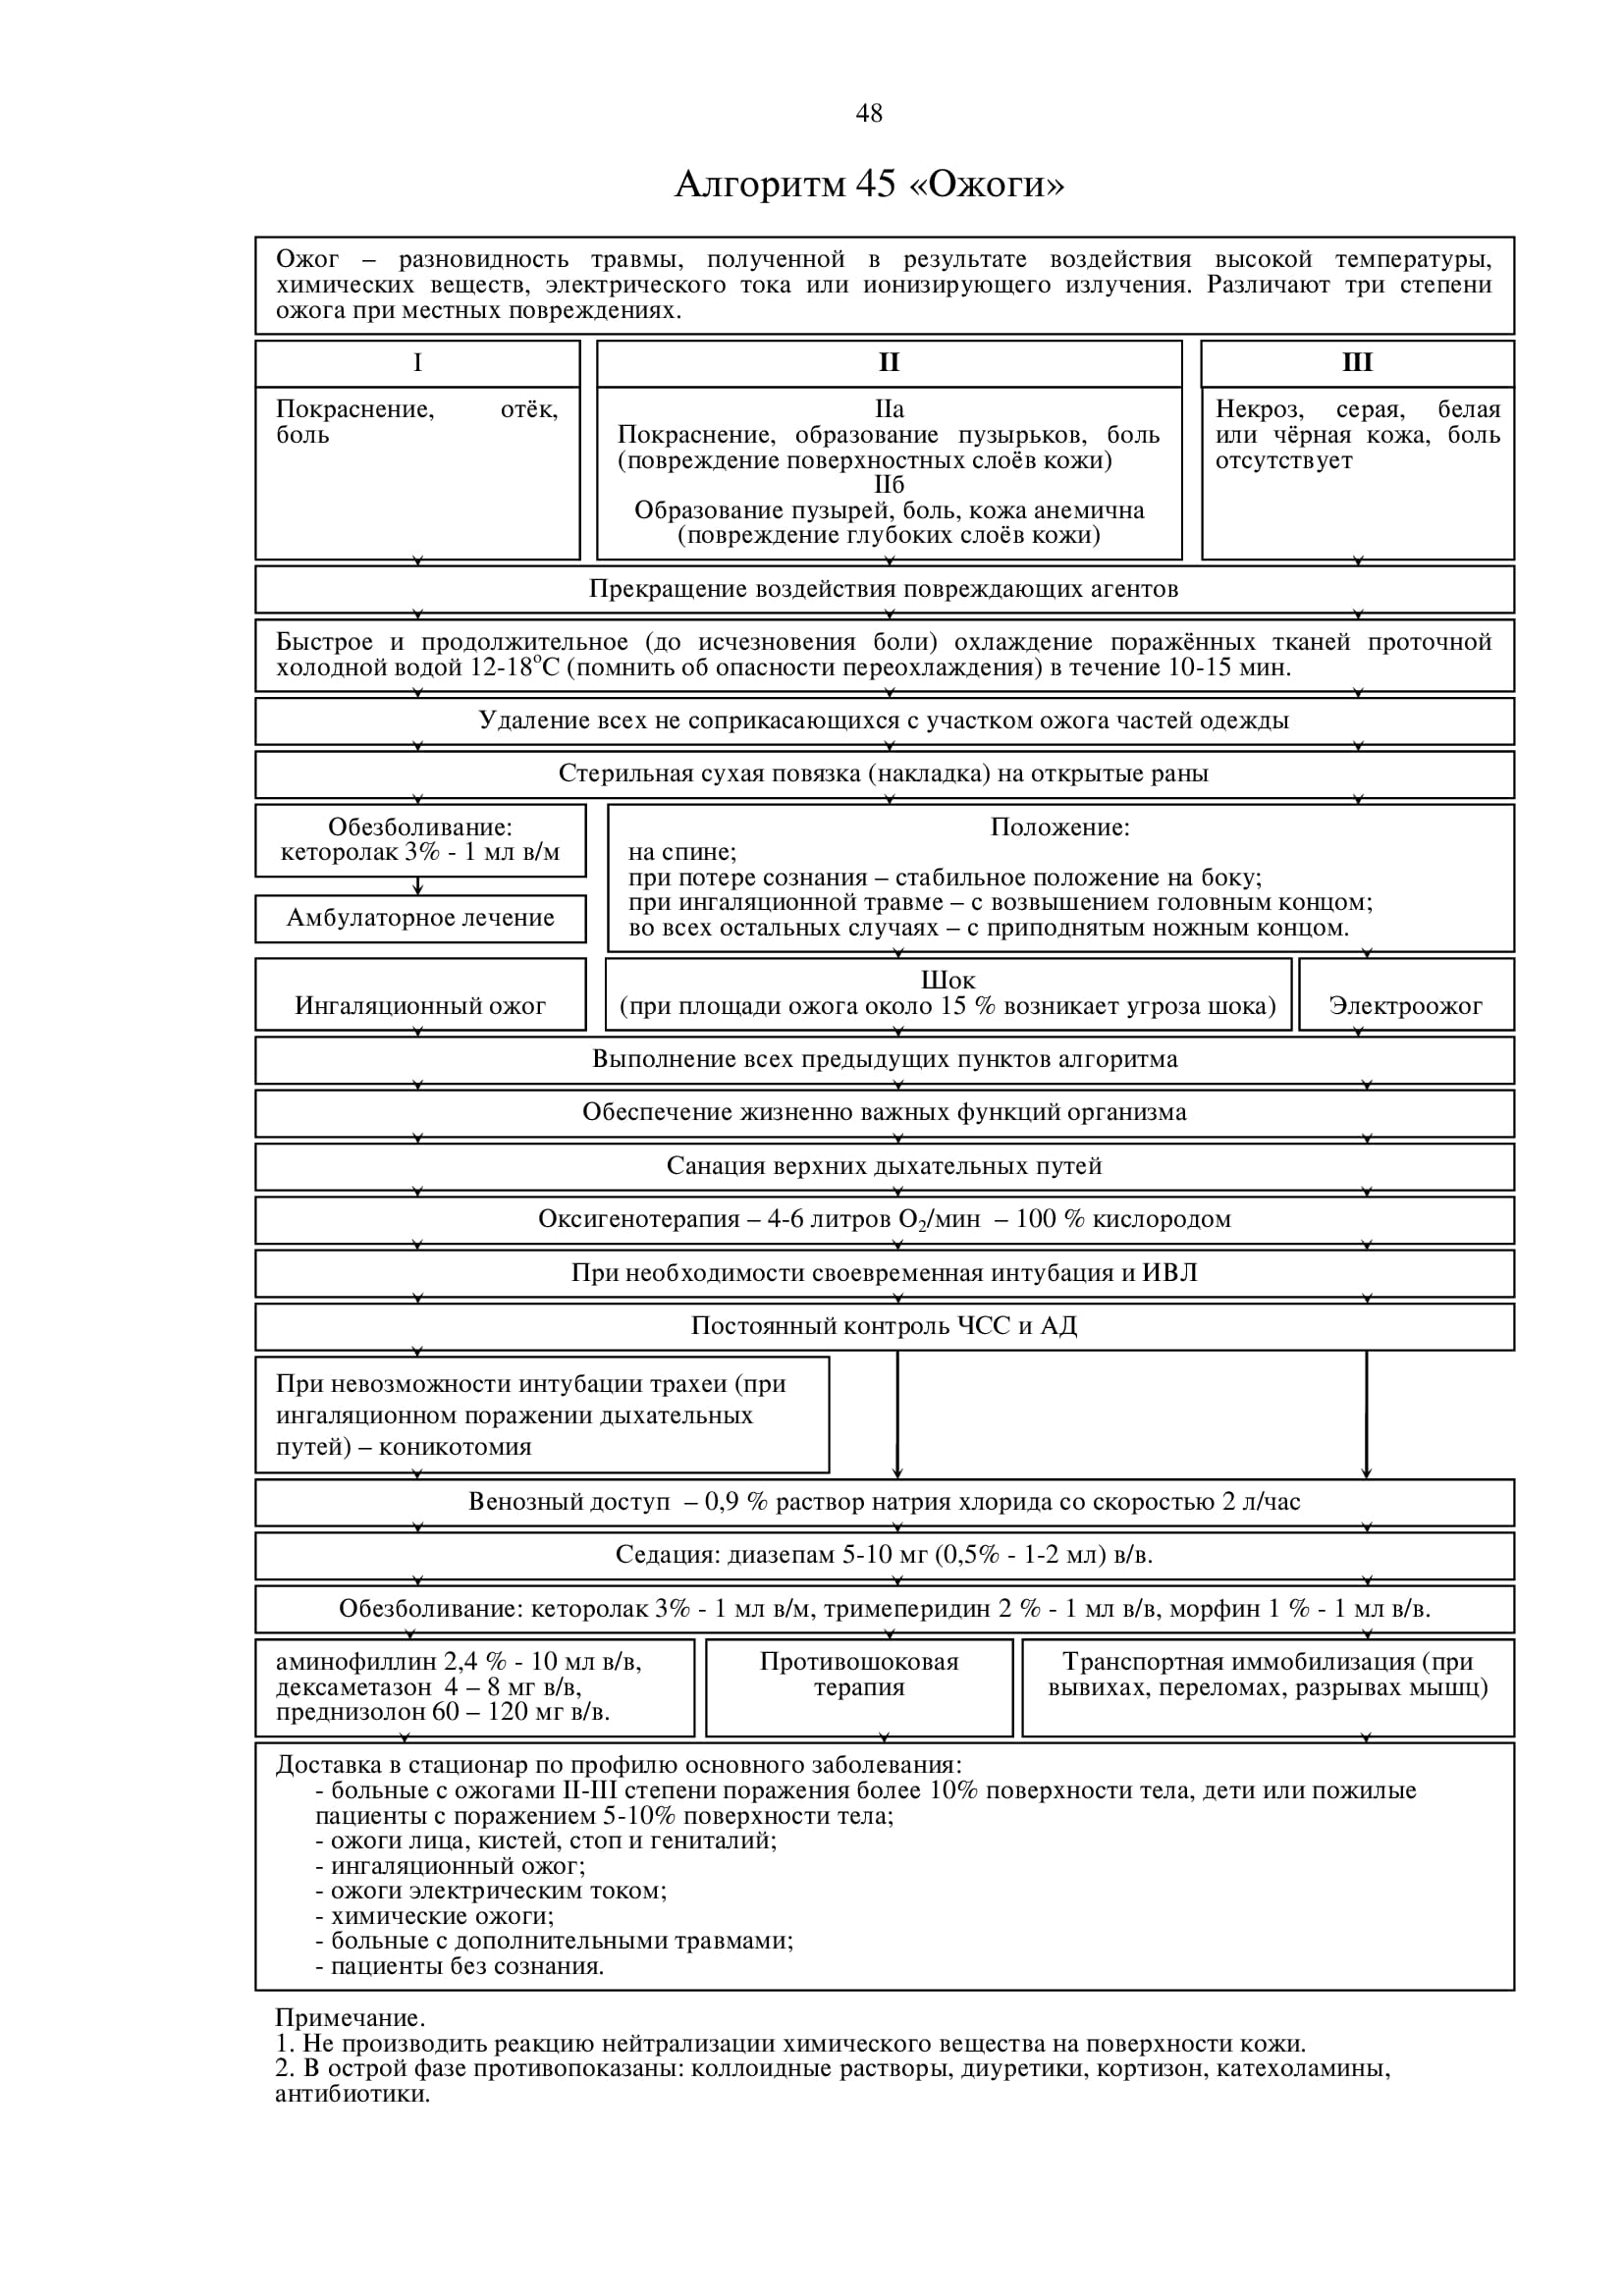 48
Алгоритм 45 «Ожоги»
Ожог – разновидность травмы, полученной в результате воздействия высокой температуры,
химических веществ, электрического тока или ионизирующего излучения. Различают три степени
ожога при местных повреждениях.
I
II
III
Покраснение, отёк,
боль
IIа
Покраснение, образование пузырьков, боль
(повреждение поверхностных слоёв кожи)
IIб
Образование пузырей, боль, кожа анемична
(повреждение глубоких слоёв кожи)
Некроз, серая, белая
или чёрная кожа, боль
отсутствует
Прекращение воздействия повреждающих агентов
Быстрое и продолжительное (до исчезновения боли) охлаждение поражённых тканей проточной
холодной водой 12-18°С (помнить об опасности переохлаждения) в течение 10-15 мин.
Удаление всех не соприкасающихся с участком ожога частей одежды
Стерильная сухая повязка (накладка) на открытые раны
Обезболивание:
кеторолак 3% - 1 мл в/м
Амбулаторное лечение
Положение:
на спине;
при потере сознания – стабильное положение на боку;
при ингаляционной травме – с возвышением головным концом;
во всех остальных случаях – с приподнятым ножным концом.
Ингаляционный ожог
Шок
(при площади ожога около 15 % возникает угроза шока)
Электроожог
Выполнение всех предыдущих пунктов алгоритма
Обеспечение жизненно важных функций организма
Санация верхних дыхательных путей
Оксигенотерапия – 4-6 литров О₂/мин – 100 % кислородом
При необходимости своевременная интубация и ИВЛ
Постоянный контроль ЧСС и АД
При невозможности интубации трахеи (при
ингаляционном поражении дыхательных
путей) – коникотомия
Венозный доступ – 0,9 % раствор натрия хлорида со скоростью 2 л/час
Седация: диазепам 5-10 мг (0,5% - 1-2 мл) в/в.
Обезболивание: кеторолак 3% - 1 мл в/м, тримеперидин 2 % - 1 мл в/в, морфин 1 % - 1 мл в/в.
аминофиллин 2,4 % - 10 мл в/в,
дексаметазон 4 – 8 мг в/в,
преднизолон 60 – 120 мг в/в.
Противошоковая
терапия
Транспортная иммобилизация (при
вывихах, переломах, разрывах мышц)
Доставка в стационар по профилю основного заболевания:
- больные с ожогами II-III степени поражения более 10% поверхности тела, дети или пожилые
пациенты с поражением 5-10% поверхности тела;
- ожоги лица, кистей, стоп и гениталий;
- ингаляционный ожог;
- ожоги электрическим током;
- химические ожоги;
- больные с дополнительными травмами;
- пациенты без сознания.
Примечание.
1. Не производить реакцию нейтрализации химического вещества на поверхности кожи.
2. В острой фазе противопоказаны: коллоидные растворы, диуретики, кортизон, катехоламины,
антибиотики.